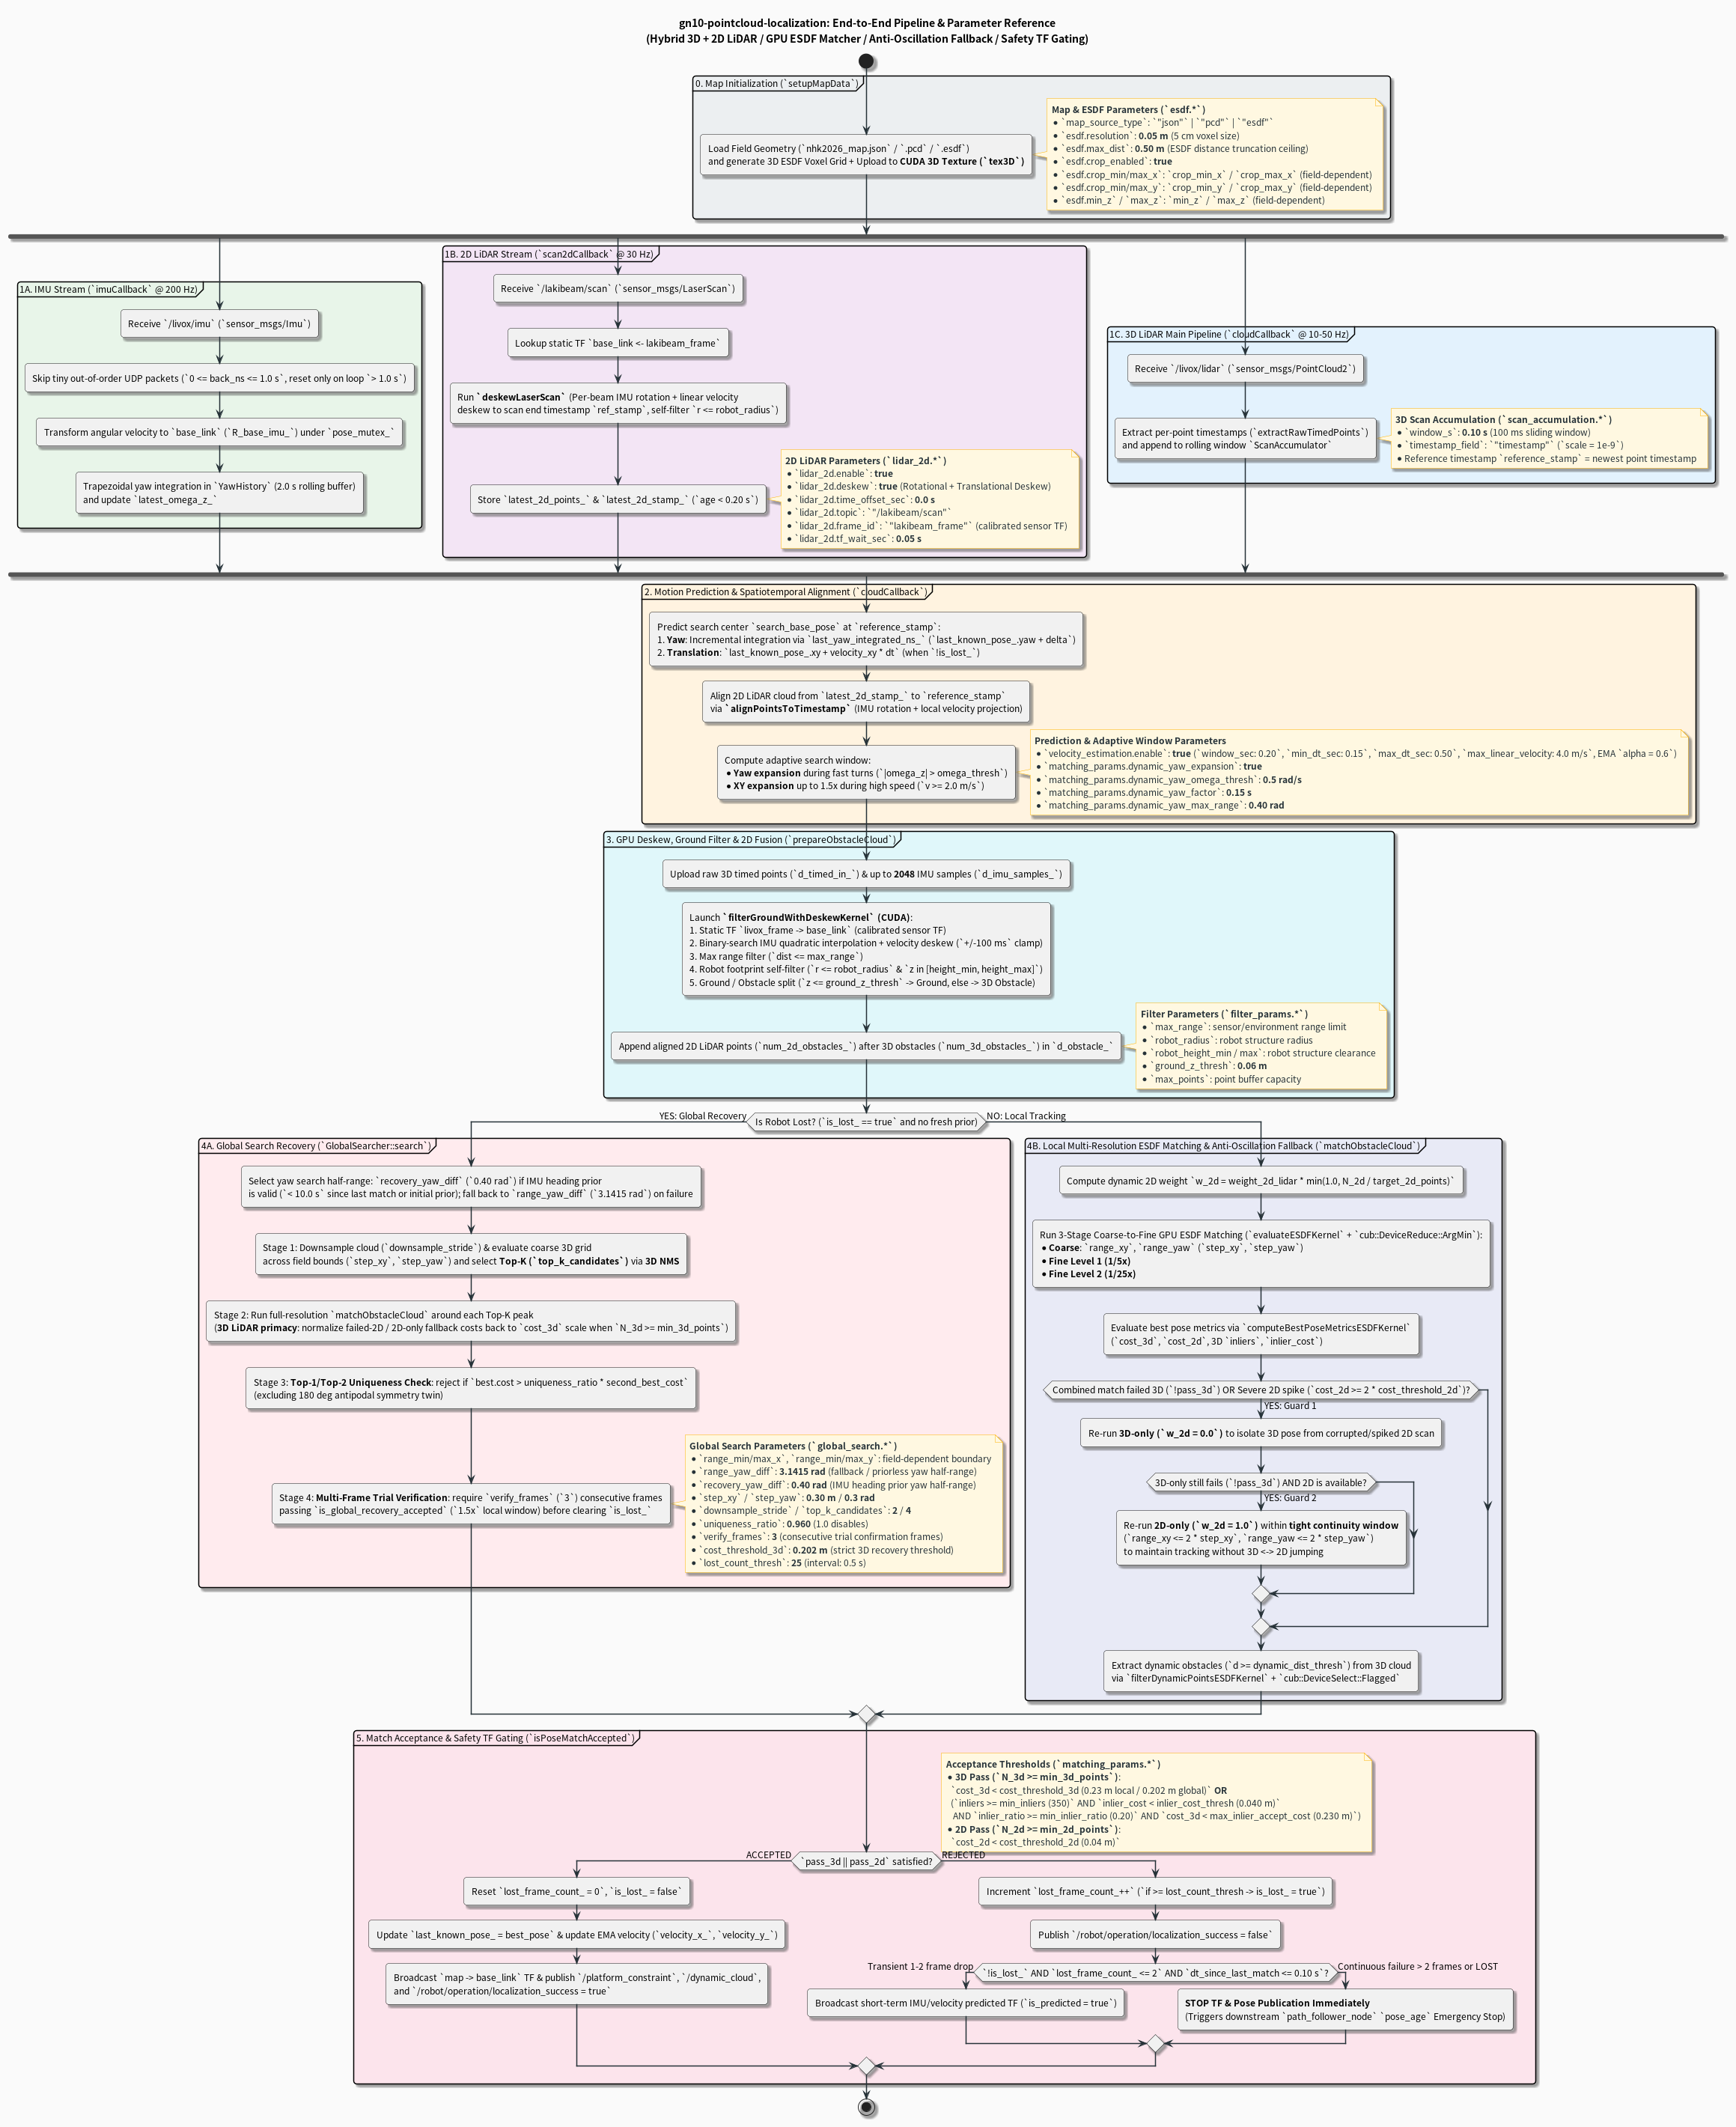 gn10-pointcloud-localization: End-to-End Pipeline & Parameter Reference
(Hybrid 3D + 2D LiDAR / GPU ESDF Matcher / Anti-Oscillation Fallback / Safety TF Gating)
0. Map Initialization (`setupMapData`)
Load Field Geometry (`nhk2026_map.json` / `.pcd` / `.esdf`)
and generate 3D ESDF Voxel Grid + Upload to CUDA 3D Texture (`tex3D`)
Map & ESDF Parameters (`esdf.*`)
• `map_source_type`: `"json"` | `"pcd"` | `"esdf"`
• `esdf.resolution`: 0.05 m (5 cm voxel size)
• `esdf.max_dist`: 0.50 m (ESDF distance truncation ceiling)
• `esdf.crop_enabled`: true
• `esdf.crop_min/max_x`: `crop_min_x` / `crop_max_x` (field-dependent)
• `esdf.crop_min/max_y`: `crop_min_y` / `crop_max_y` (field-dependent)
• `esdf.min_z` / `max_z`: `min_z` / `max_z` (field-dependent)
1A. IMU Stream (`imuCallback` @ 200 Hz)
Receive `/livox/imu` (`sensor_msgs/Imu`)
Skip tiny out-of-order UDP packets (`0 <= back_ns <= 1.0 s`, reset only on loop `> 1.0 s`)
Transform angular velocity to `base_link` (`R_base_imu_`) under `pose_mutex_`
Trapezoidal yaw integration in `YawHistory` (2.0 s rolling buffer)
and update `latest_omega_z_`
1B. 2D LiDAR Stream (`scan2dCallback` @ 30 Hz)
Receive `/lakibeam/scan` (`sensor_msgs/LaserScan`)
Lookup static TF `base_link <- lakibeam_frame`
Run `deskewLaserScan` (Per-beam IMU rotation + linear velocity
deskew to scan end timestamp `ref_stamp`, self-filter `r <= robot_radius`)
Store `latest_2d_points_` & `latest_2d_stamp_` (`age < 0.20 s`)
2D LiDAR Parameters (`lidar_2d.*`)
• `lidar_2d.enable`: true
• `lidar_2d.deskew`: true (Rotational + Translational Deskew)
• `lidar_2d.time_offset_sec`: 0.0 s
• `lidar_2d.topic`: `"/lakibeam/scan"`
• `lidar_2d.frame_id`: `"lakibeam_frame"` (calibrated sensor TF)
• `lidar_2d.tf_wait_sec`: 0.05 s
1C. 3D LiDAR Main Pipeline (`cloudCallback` @ 10-50 Hz)
Receive `/livox/lidar` (`sensor_msgs/PointCloud2`)
Extract per-point timestamps (`extractRawTimedPoints`)
and append to rolling window `ScanAccumulator`
3D Scan Accumulation (`scan_accumulation.*`)
• `window_s`: 0.10 s (100 ms sliding window)
• `timestamp_field`: `"timestamp"` (`scale = 1e-9`)
• Reference timestamp `reference_stamp` = newest point timestamp
2. Motion Prediction & Spatiotemporal Alignment (`cloudCallback`)
Predict search center `search_base_pose` at `reference_stamp`:
1. Yaw: Incremental integration via `last_yaw_integrated_ns_` (`last_known_pose_.yaw + delta`)
2. Translation: `last_known_pose_.xy + velocity_xy * dt` (when `!is_lost_`)
Align 2D LiDAR cloud from `latest_2d_stamp_` to `reference_stamp`
via `alignPointsToTimestamp` (IMU rotation + local velocity projection)
Compute adaptive search window:
• Yaw expansion during fast turns (`|omega_z| > omega_thresh`)
• XY expansion up to 1.5x during high speed (`v >= 2.0 m/s`)
Prediction & Adaptive Window Parameters
• `velocity_estimation.enable`: true (`window_sec: 0.20`, `min_dt_sec: 0.15`, `max_dt_sec: 0.50`, `max_linear_velocity: 4.0 m/s`, EMA `alpha = 0.6`)
• `matching_params.dynamic_yaw_expansion`: true
• `matching_params.dynamic_yaw_omega_thresh`: 0.5 rad/s
• `matching_params.dynamic_yaw_factor`: 0.15 s
• `matching_params.dynamic_yaw_max_range`: 0.40 rad
3. GPU Deskew, Ground Filter & 2D Fusion (`prepareObstacleCloud`)
Upload raw 3D timed points (`d_timed_in_`) & up to 2048 IMU samples (`d_imu_samples_`)
Launch `filterGroundWithDeskewKernel` (CUDA):
1. Static TF `livox_frame -> base_link` (calibrated sensor TF)
2. Binary-search IMU quadratic interpolation + velocity deskew (`+/-100 ms` clamp)
3. Max range filter (`dist <= max_range`)
4. Robot footprint self-filter (`r <= robot_radius` & `z in [height_min, height_max]`)
5. Ground / Obstacle split (`z <= ground_z_thresh` -> Ground, else -> 3D Obstacle)
Append aligned 2D LiDAR points (`num_2d_obstacles_`) after 3D obstacles (`num_3d_obstacles_`) in `d_obstacle_`
Filter Parameters (`filter_params.*`)
• `max_range`: sensor/environment range limit
• `robot_radius`: robot structure radius
• `robot_height_min / max`: robot structure clearance
• `ground_z_thresh`: 0.06 m
• `max_points`: point buffer capacity
YES: Global Recovery
Is Robot Lost? (`is_lost_ == true` and no fresh prior)
NO: Local Tracking
4A. Global Search Recovery (`GlobalSearcher::search`)
Select yaw search half-range: `recovery_yaw_diff` (`0.40 rad`) if IMU heading prior
is valid (`< 10.0 s` since last match or initial prior); fall back to `range_yaw_diff` (`3.1415 rad`) on failure
Stage 1: Downsample cloud (`downsample_stride`) & evaluate coarse 3D grid
across field bounds (`step_xy`, `step_yaw`) and select Top-K (`top_k_candidates`) via 3D NMS
Stage 2: Run full-resolution `matchObstacleCloud` around each Top-K peak
(3D LiDAR primacy: normalize failed-2D / 2D-only fallback costs back to `cost_3d` scale when `N_3d >= min_3d_points`)
Stage 3: Top-1/Top-2 Uniqueness Check: reject if `best.cost > uniqueness_ratio * second_best_cost`
(excluding 180 deg antipodal symmetry twin)
Stage 4: Multi-Frame Trial Verification: require `verify_frames` (`3`) consecutive frames
passing `is_global_recovery_accepted` (`1.5x` local window) before clearing `is_lost_`
Global Search Parameters (`global_search.*`)
• `range_min/max_x`, `range_min/max_y`: field-dependent boundary
• `range_yaw_diff`: 3.1415 rad (fallback / priorless yaw half-range)
• `recovery_yaw_diff`: 0.40 rad (IMU heading prior yaw half-range)
• `step_xy` / `step_yaw`: 0.30 m / 0.3 rad
• `downsample_stride` / `top_k_candidates`: 2 / 4
• `uniqueness_ratio`: 0.960 (1.0 disables)
• `verify_frames`: 3 (consecutive trial confirmation frames)
• `cost_threshold_3d`: 0.202 m (strict 3D recovery threshold)
• `lost_count_thresh`: 25 (interval: 0.5 s)
4B. Local Multi-Resolution ESDF Matching & Anti-Oscillation Fallback (`matchObstacleCloud`)
Compute dynamic 2D weight `w_2d = weight_2d_lidar * min(1.0, N_2d / target_2d_points)`
Run 3-Stage Coarse-to-Fine GPU ESDF Matching (`evaluateESDFKernel` + `cub::DeviceReduce::ArgMin`):
• Coarse: `range_xy`, `range_yaw` (`step_xy`, `step_yaw`)
• Fine Level 1 (1/5x)
• Fine Level 2 (1/25x)
Evaluate best pose metrics via `computeBestPoseMetricsESDFKernel`
(`cost_3d`, `cost_2d`, 3D `inliers`, `inlier_cost`)
Combined match failed 3D (`!pass_3d`) OR Severe 2D spike (`cost_2d >= 2 * cost_threshold_2d`)?
YES: Guard 1
Re-run 3D-only (`w_2d = 0.0`) to isolate 3D pose from corrupted/spiked 2D scan
3D-only still fails (`!pass_3d`) AND 2D is available?
YES: Guard 2
Re-run 2D-only (`w_2d = 1.0`) within tight continuity window
(`range_xy <= 2 * step_xy`, `range_yaw <= 2 * step_yaw`)
to maintain tracking without 3D <-> 2D jumping
Extract dynamic obstacles (`d >= dynamic_dist_thresh`) from 3D cloud
via `filterDynamicPointsESDFKernel` + `cub::DeviceSelect::Flagged`
5. Match Acceptance & Safety TF Gating (`isPoseMatchAccepted`)
Acceptance Thresholds (`matching_params.*`)
• 3D Pass (`N_3d >= min_3d_points`):
`cost_3d < cost_threshold_3d (0.23 m local / 0.202 m global)` OR
(`inliers >= min_inliers (350)` AND `inlier_cost < inlier_cost_thresh (0.040 m)`
AND `inlier_ratio >= min_inlier_ratio (0.20)` AND `cost_3d < max_inlier_accept_cost (0.230 m)`)
• 2D Pass (`N_2d >= min_2d_points`):
`cost_2d < cost_threshold_2d (0.04 m)`
ACCEPTED
`pass_3d || pass_2d` satisfied?
REJECTED
Reset `lost_frame_count_ = 0`, `is_lost_ = false`
Update `last_known_pose_ = best_pose` & update EMA velocity (`velocity_x_`, `velocity_y_`)
Broadcast `map -> base_link` TF & publish `/platform_constraint`, `/dynamic_cloud`,
and `/robot/operation/localization_success = true`
Increment `lost_frame_count_++` (`if >= lost_count_thresh -> is_lost_ = true`)
Publish `/robot/operation/localization_success = false`
Transient 1-2 frame drop
`!is_lost_` AND `lost_frame_count_ <= 2` AND `dt_since_last_match <= 0.10 s`?
Continuous failure > 2 frames or LOST
Broadcast short-term IMU/velocity predicted TF (`is_predicted = true`)
STOP TF & Pose Publication Immediately
(Triggers downstream `path_follower_node` `pose_age` Emergency Stop)